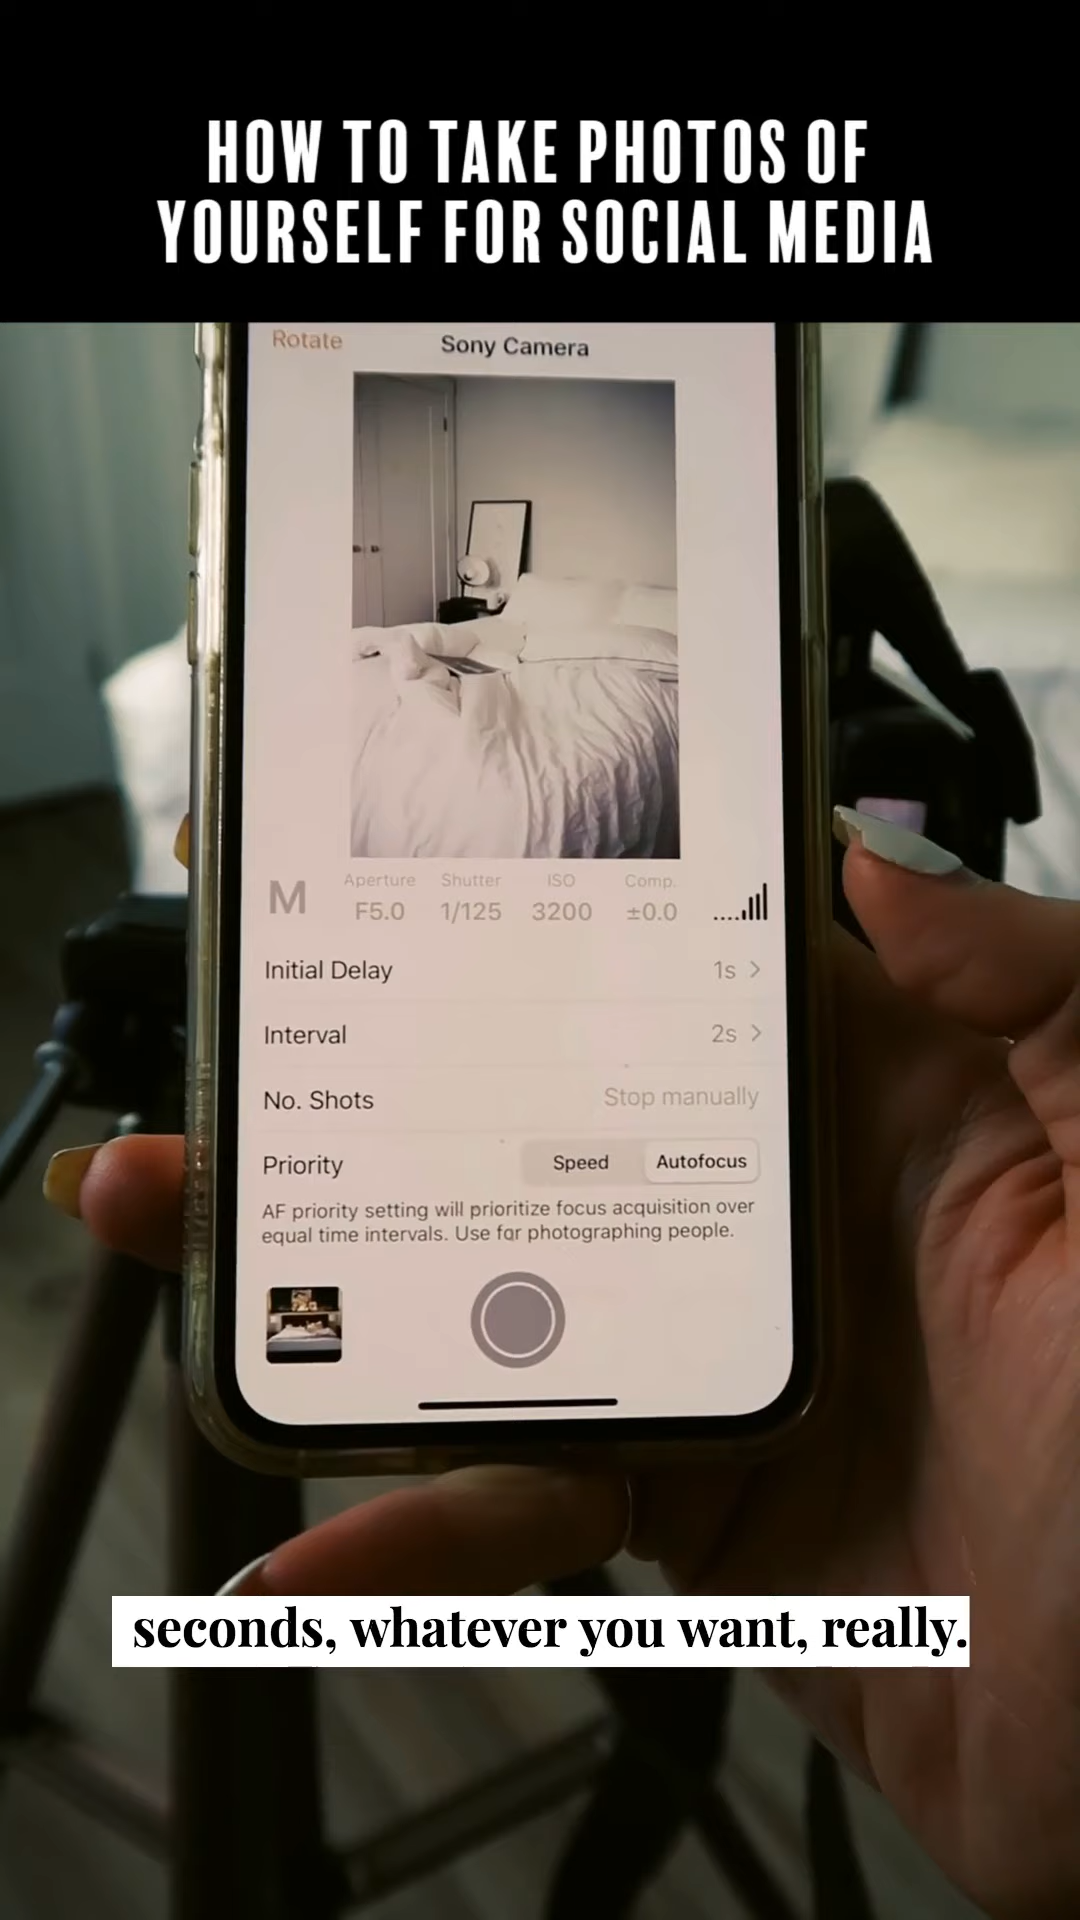 HOW TO TAKE PHOTOS OF
YOURSELF FOR SOCIAL MEDIA
Rotate
Sony Camera
M
Aperture Shutter ISO Comp.
F5.0 1/125 3200 ±0.0
Initial Delay 1s
Interval 2s
No. Shots Stop manually
Priority Speed Autofocus
AF priority setting will prioritize focus acquisition over
equal time intervals. Use for photographing people.
seconds, whatever you want, really.